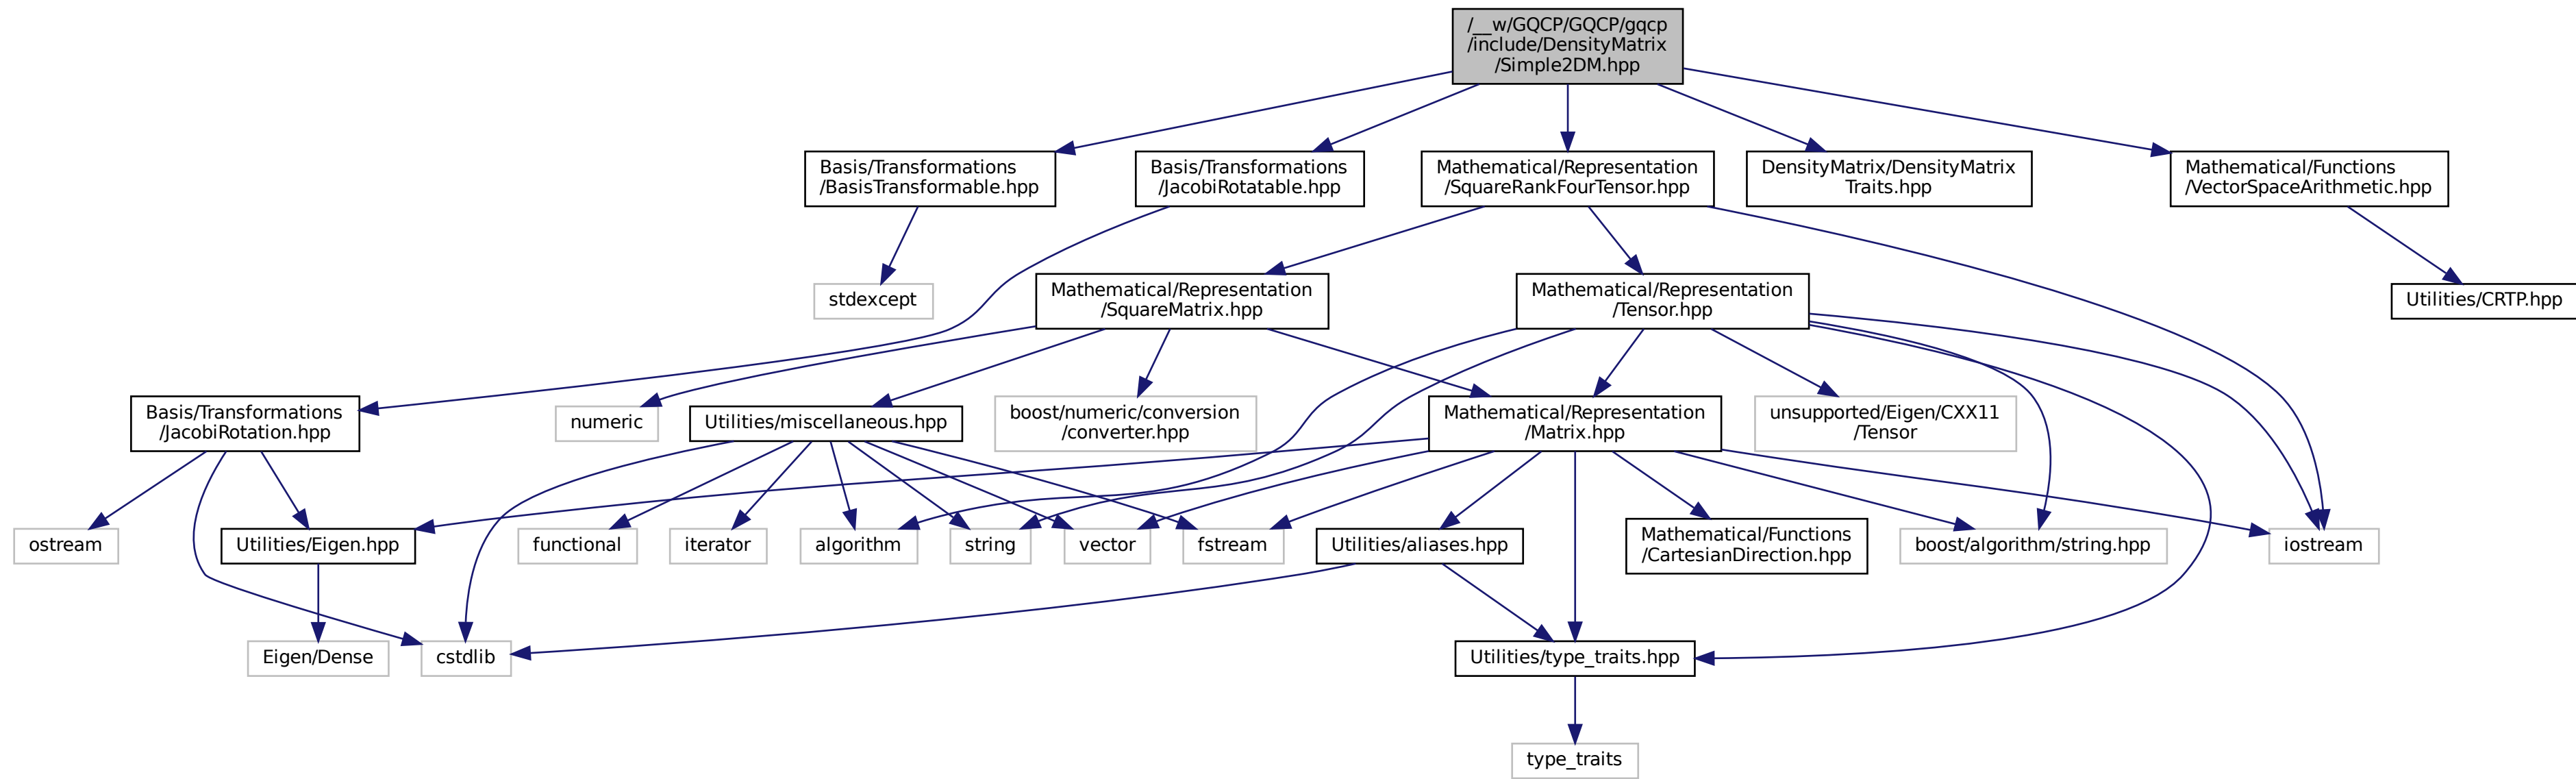 /__w/GQCP/GQCP/gqcp
/include/DensityMatrix
/Simple2DM.hpp
Basis/Transformations
/BasisTransformable.hpp
Basis/Transformations
/JacobiRotatable.hpp
Mathematical/Representation
/SquareRankFourTensor.hpp
DensityMatrix/DensityMatrix
Traits.hpp
Mathematical/Functions
/VectorSpaceArithmetic.hpp
stdexcept
Mathematical/Representation
/SquareMatrix.hpp
Mathematical/Representation
/Tensor.hpp
Utilities/CRTP.hpp
Basis/Transformations
/JacobiRotation.hpp
numeric
Utilities/miscellaneous.hpp
boost/numeric/conversion
/converter.hpp
Mathematical/Representation
/Matrix.hpp
unsupported/Eigen/CXX11
/Tensor
ostream
Utilities/Eigen.hpp
functional
iterator
algorithm
string
vector
fstream
Utilities/aliases.hpp
Mathematical/Functions
/CartesianDirection.hpp
boost/algorithm/string.hpp
iostream
Eigen/Dense
cstdlib
Utilities/type_traits.hpp
type_traits